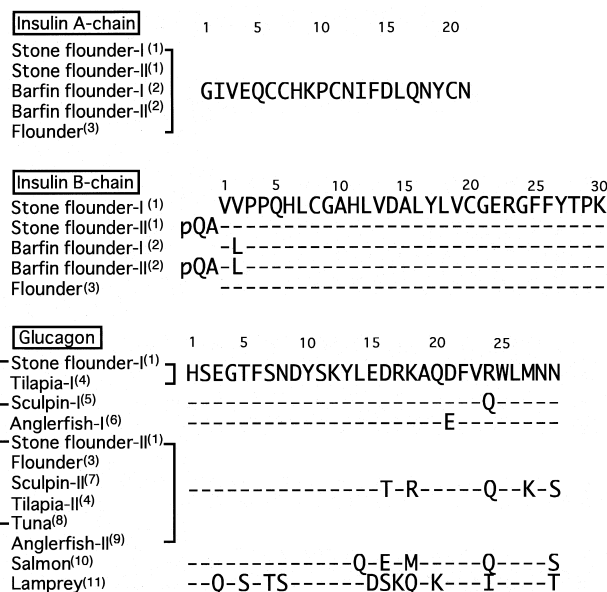 Insulin A-chain
1 5 10 15 20
Stone flounder-I (1)
Stone flounder-II(1)
Barfin flounder-I (2)
GIVEQCCHKPCNIFDLQNYCN
Barfin flounder-II(2)
Flounder(3)
Insulin B-chain
1 5 10 15 20 25 30
Stone flounder-I (1) VVPPQHLCGAHLVDALYLVCGERGFFYTPK
Stone flounder-II(1) pQA------------------------------
Barfin flounder-I (2) -L----------------------------
Barfin flounder-II(2) pQA-L----------------------------
Flounder(3) ------------------------------
Glucagon
1 5 10 15 20 25
Stone flounder-I(1)
HSEGTFSNDYSKYLEDRKAQDFVRWLMNN
Tilapia-I(4)
Sculpin-I(5) -----------------------Q-----
Anglerfish-I(6) --------------------E--------
Stone flounder-II(1)
Flounder(3)
Sculpin-II(7)
---------------T-R-----Q--K-S
Tilapia-II(4)
Tuna(8)
Anglerfish-II(9)
Salmon(10) -------------Q-E-M-----Q----S
Lamprey(11) --Q-S-TS------DSKQ-K---I----T